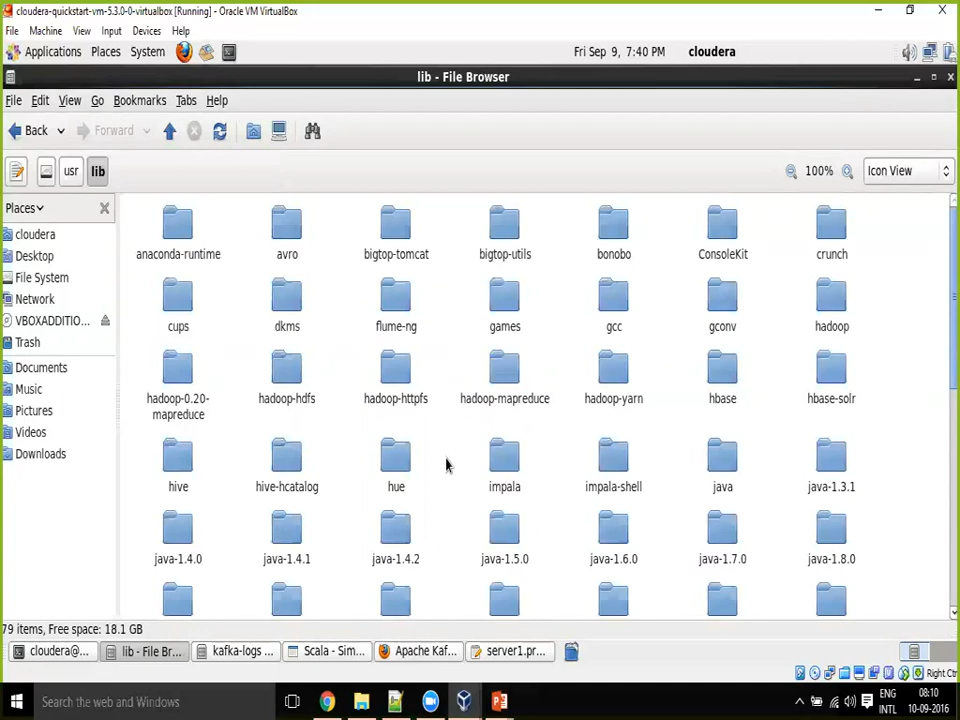 cloudera-quickstart-vm-5.3.0-0-virtualbox [Running] - Oracle VM VirtualBox
File Machine View Input Devices Help
Applications Places System Fri Sep 9, 7:40 PM cloudera
lib - File Browser
File Edit View Go Bookmarks Tabs Help
Back Forward
usr lib 100% Icon View
Places
cloudera
Desktop
File System
Network
VBOXADDITIO...
Trash
Documents
Music
Pictures
Videos
Downloads
anaconda-runtime avro bigtop-tomcat bigtop-utils bonobo ConsoleKit crunch
cups dkms flume-ng games gcc gconv hadoop
hadoop-0.20-mapreduce hadoop-hdfs hadoop-httpfs hadoop-mapreduce hadoop-yarn hbase hbase-solr
hive hive-hcatalog hue impala impala-shell java java-1.3.1
java-1.4.0 java-1.4.1 java-1.4.2 java-1.5.0 java-1.6.0 java-1.7.0 java-1.8.0
79 items, Free space: 18.1 GB
cloudera@... lib - File Br... kafka-logs ... Scala - Sim... Apache Kaf... server1.pr...
Right Ctr
Search the web and Windows
ENG 08:10
INTL 10-09-2016